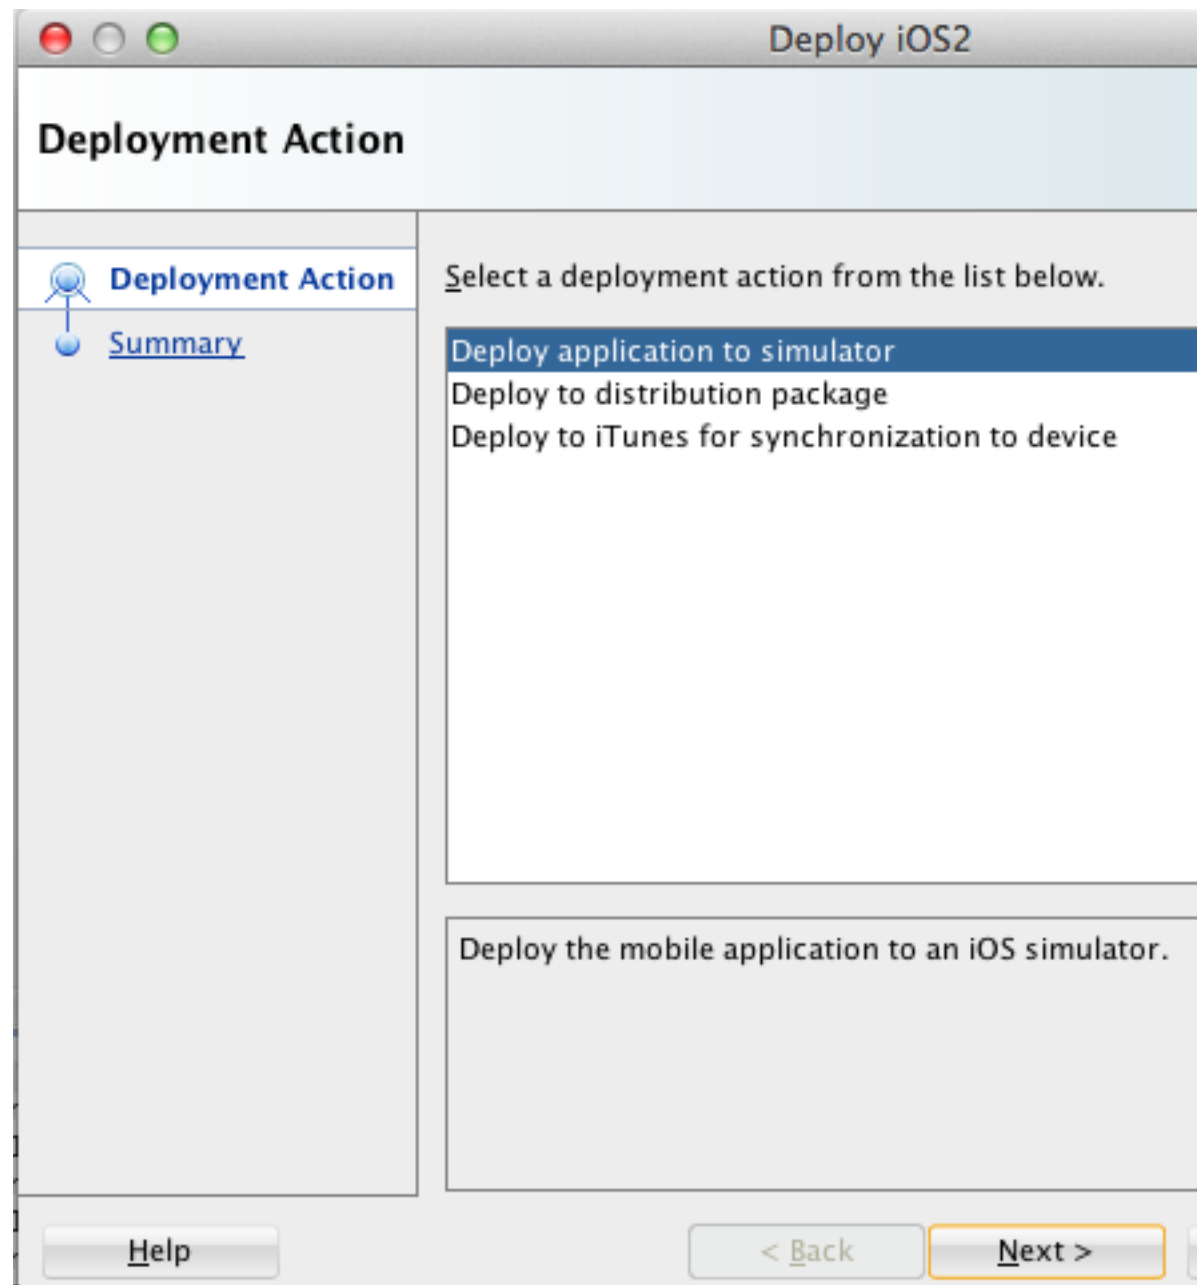 Deploy iOS2
Deployment Action
Deployment Action
Summary
Select a deployment action from the list below.
Deploy application to simulator
Deploy to distribution package
Deploy to iTunes for synchronization to device
Deploy the mobile application to an iOS simulator.
Help
< Back
Next >